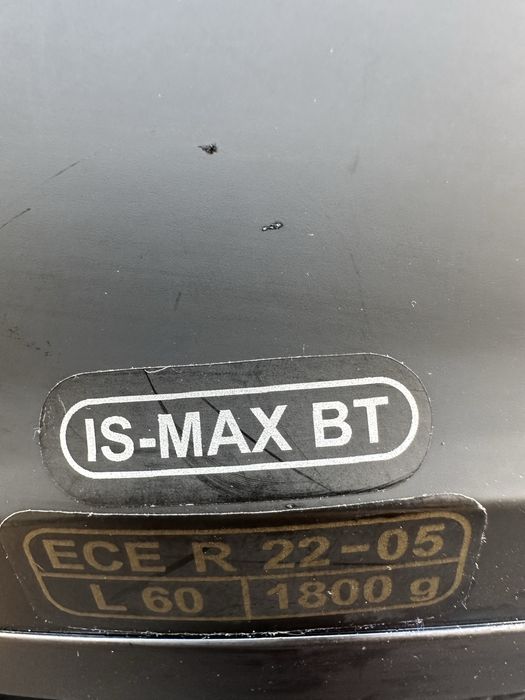 IS-MAX BT
ECE R 22-05
L 60 1800 g